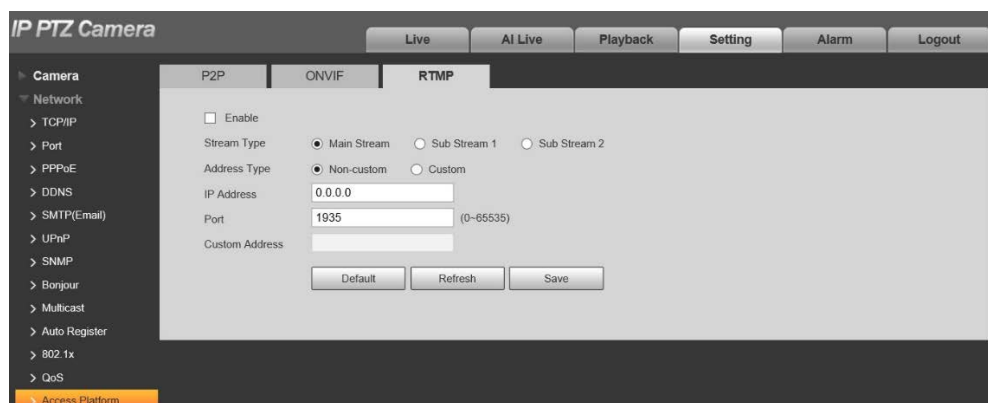 IP PTZ Camera
Live
AI Live
Playback
Setting
Alarm
Logout
Camera
Network
TCP/IP
Port
PPPoE
DDNS
SMTP(Email)
UPnP
SNMP
Bonjour
Multicast
Auto Register
802.1x
QoS
Access Platform
P2P
ONVIF
RTMP
Enable
Stream Type Main Stream Sub Stream 1 Sub Stream 2
Address Type Non-custom Custom
IP Address 0.0.0.0
Port 1935 (0~65535)
Custom Address
Default Refresh Save